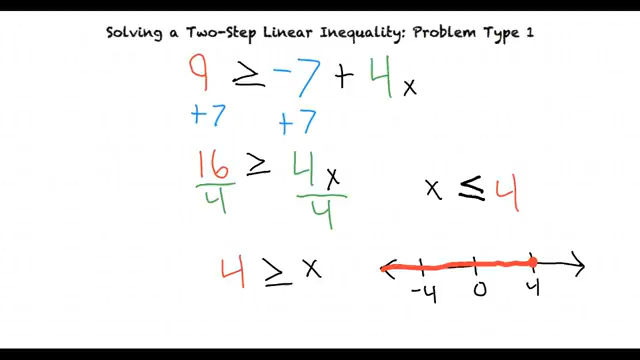 Solving a Two-Step Linear Inequality: Problem Type 1
9 ≥ -7 + 4x
+7 +7
16/4 ≥ 4x/4
x ≤ 4
4 ≥ x
-4 0 4